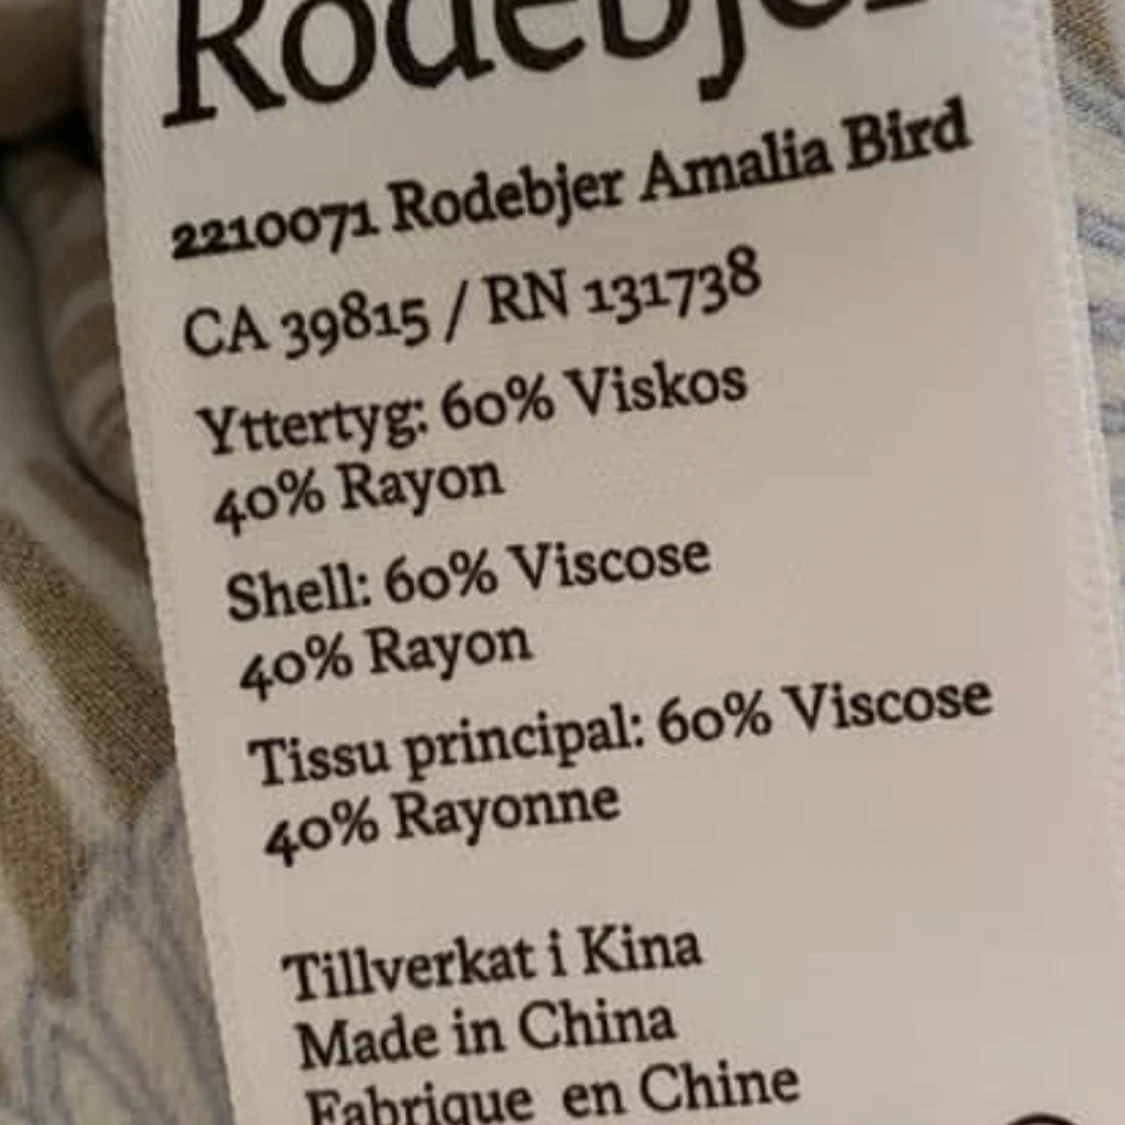 Rodebjer
2210071 Rodebjer Amalia Bird
CA 39815 / RN 131738
Yttertyg: 60% Viskos
40% Rayon
Shell: 60% Viscose
40% Rayon
Tissu principal: 60% Viscose
40% Rayonne
Tillverkat i Kina
Made in China
Fabrique en Chine